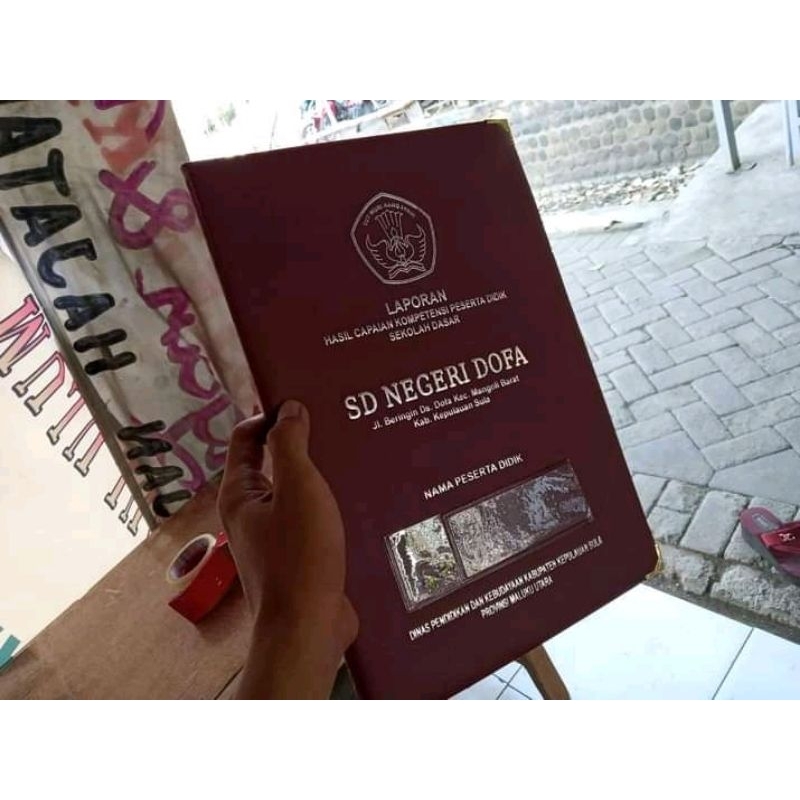 TUT WURI HANDAYANI
LAPORAN
HASIL CAPAIAN KOMPETENSI PESERTA DIDIK
SEKOLAH DASAR
SD NEGERI DOFA
Jl. Beringin Ds. Dofa Kec. Mangoli Barat
Kab. Kepulauan Sula
NAMA PESERTA DIDIK
DINAS PENDIDIKAN DAN KEBUDAYAAN KABUPATEN KEPULAUAN SULA
PROVINSI MALUKU UTARA
ATALAH